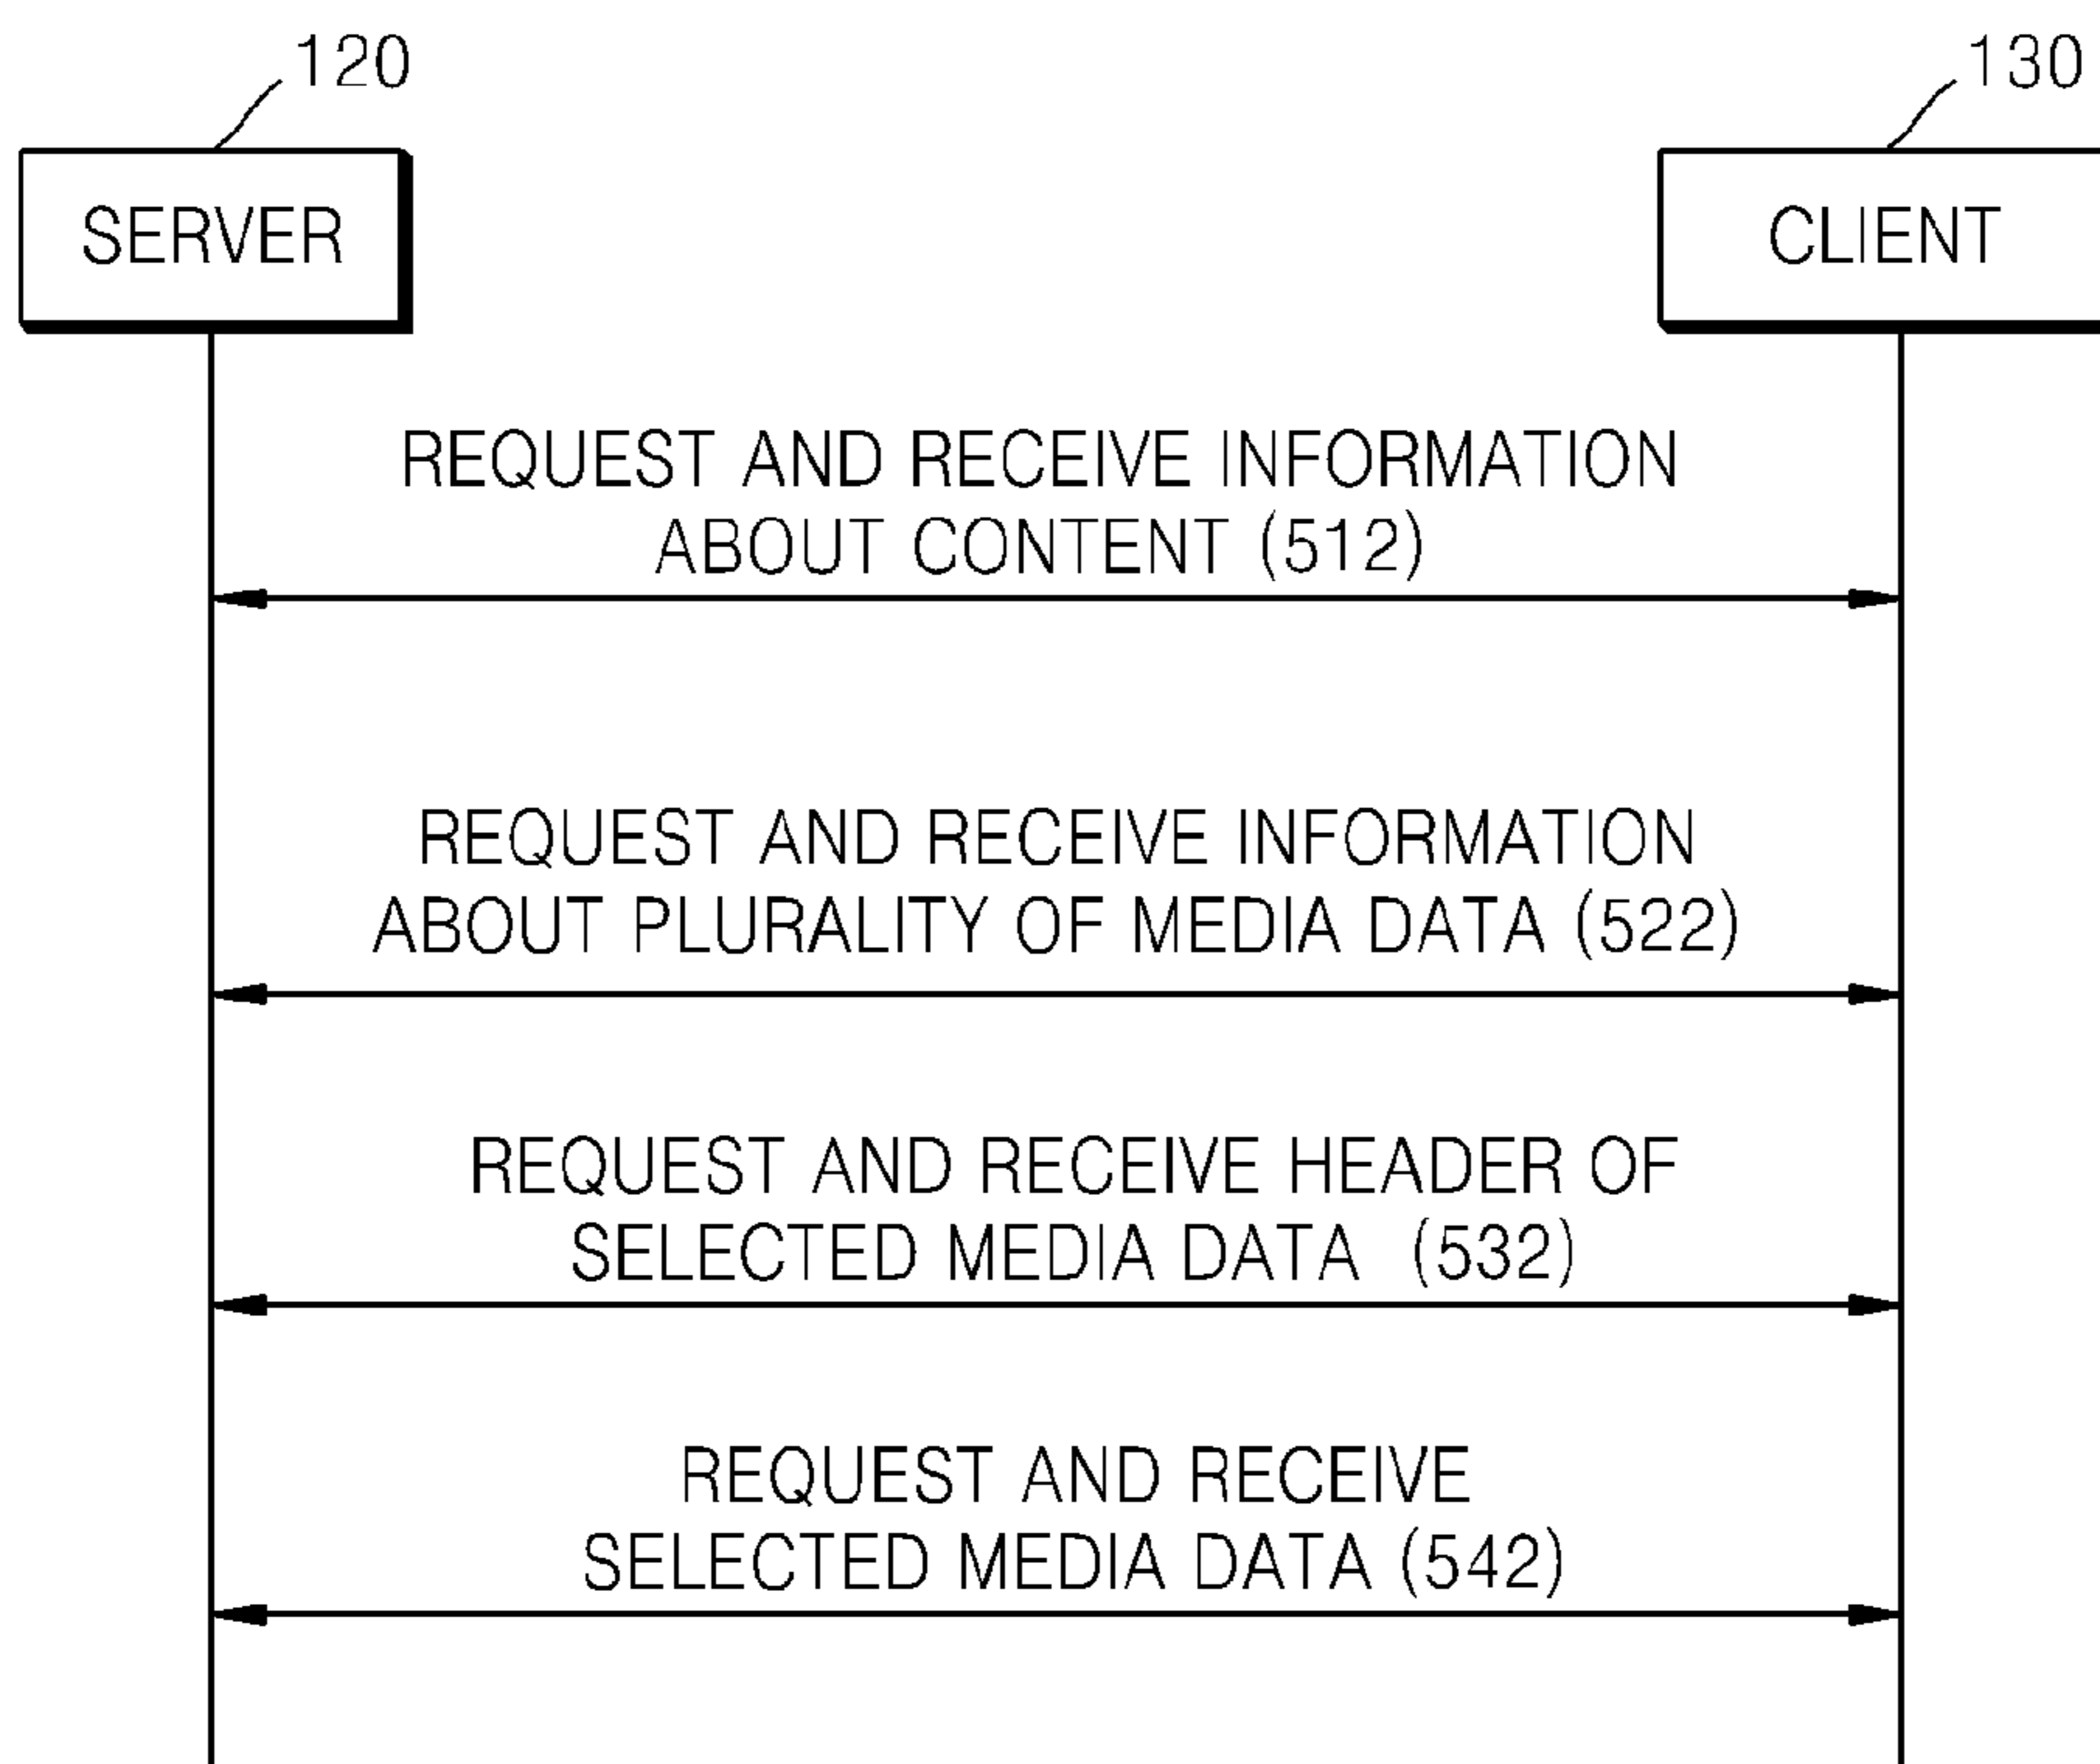 120
130
SERVER
CLIENT
REQUEST AND RECEIVE INFORMATION
ABOUT CONTENT (512)
REQUEST AND RECEIVE INFORMATION
ABOUT PLURALITY OF MEDIA DATA (522)
REQUEST AND RECEIVE HEADER OF
SELECTED MEDIA DATA (532)
REQUEST AND RECEIVE
SELECTED MEDIA DATA (542)